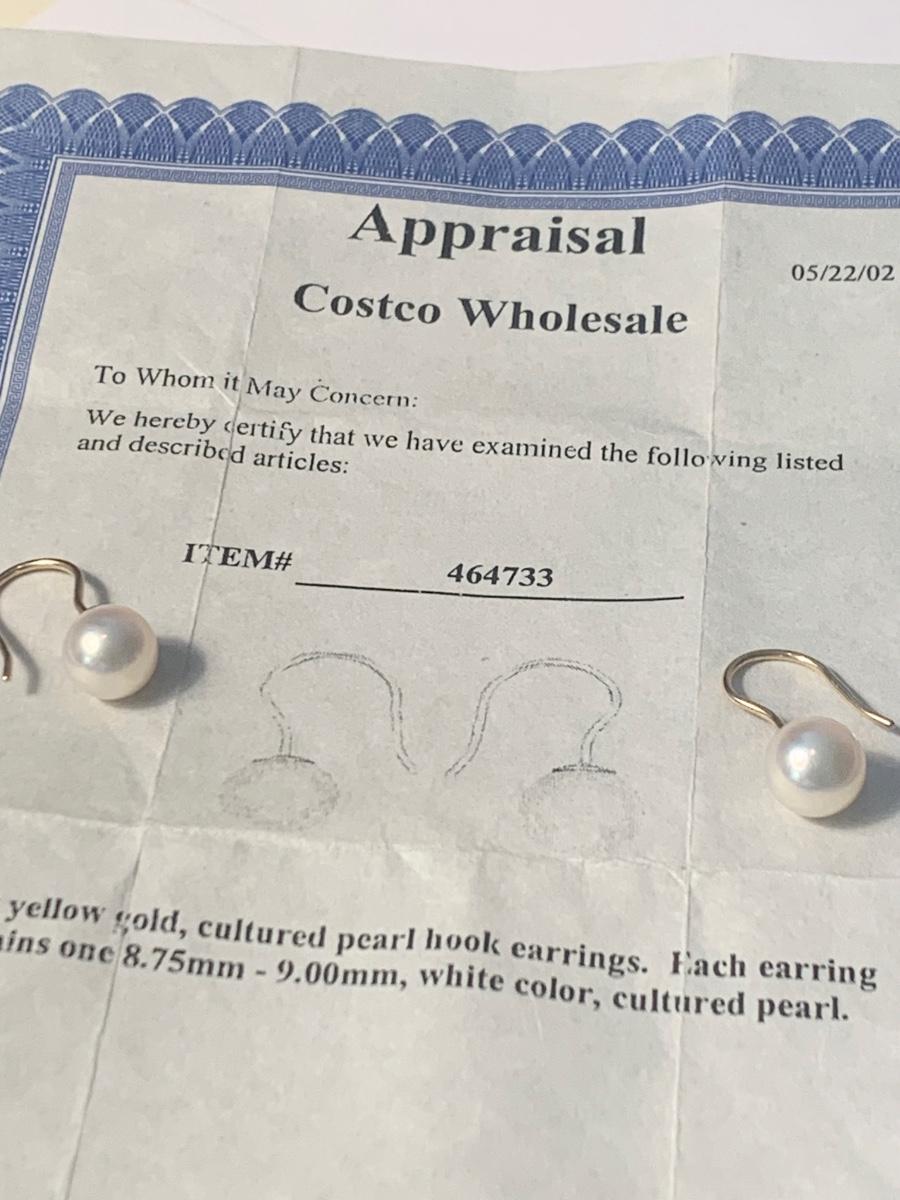 Appraisal
05/22/02
Costco Wholesale
To Whom it May Concern:
We hereby certify that we have examined the following listed
and described articles:
ITEM# 464733
yellow gold, cultured pearl hook earrings. Each earring
ins one 8.75mm - 9.00mm, white color, cultured pearl.